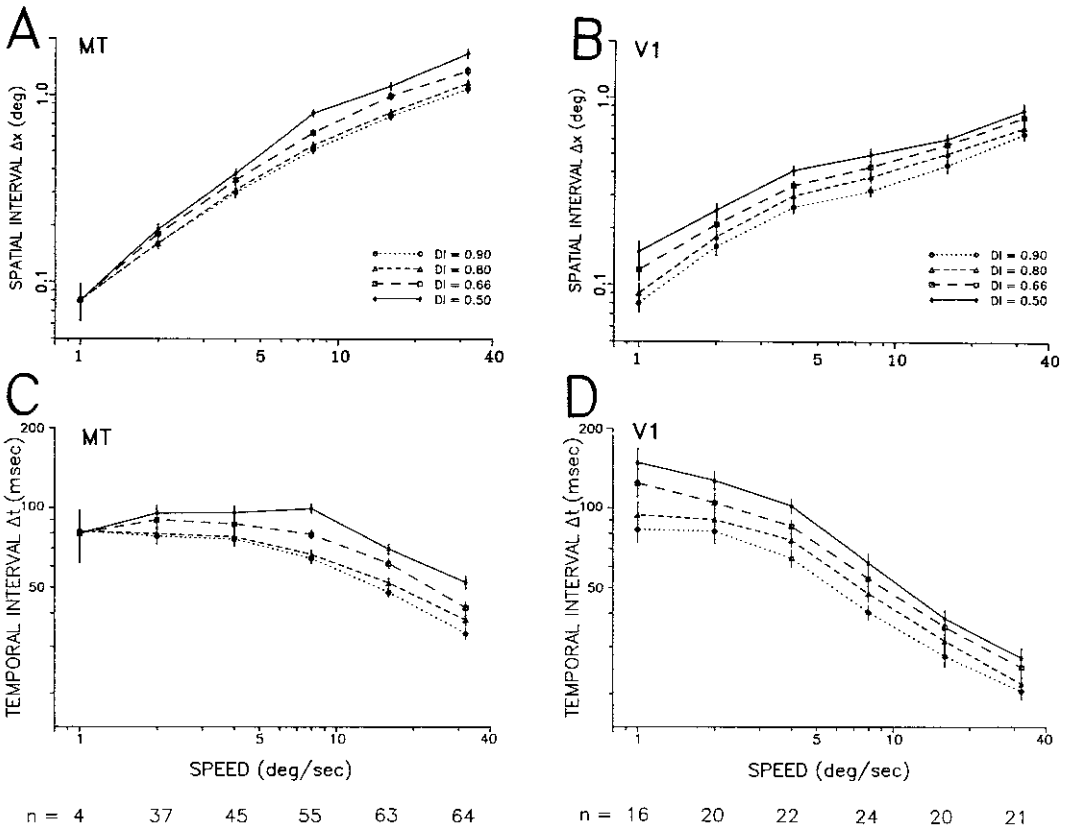 A
MT
SPATIAL INTERVAL Δx (deg)
1.0
0.1
DI = 0.90
DI = 0.80
DI = 0.66
DI = 0.50
1
5
10
40
B
V1
SPATIAL INTERVAL Δx (deg)
1.0
0.1
DI = 0.90
DI = 0.80
DI = 0.66
DI = 0.50
1
5
10
40
C
MT
TEMPORAL INTERVAL Δt (msec)
200
100
50
1
5
10
40
SPEED (deg/sec)
n = 4 37 45 55 63 64
D
V1
TEMPORAL INTERVAL Δt (msec)
200
100
50
1
5
10
40
SPEED (deg/sec)
n = 16 20 22 24 20 21